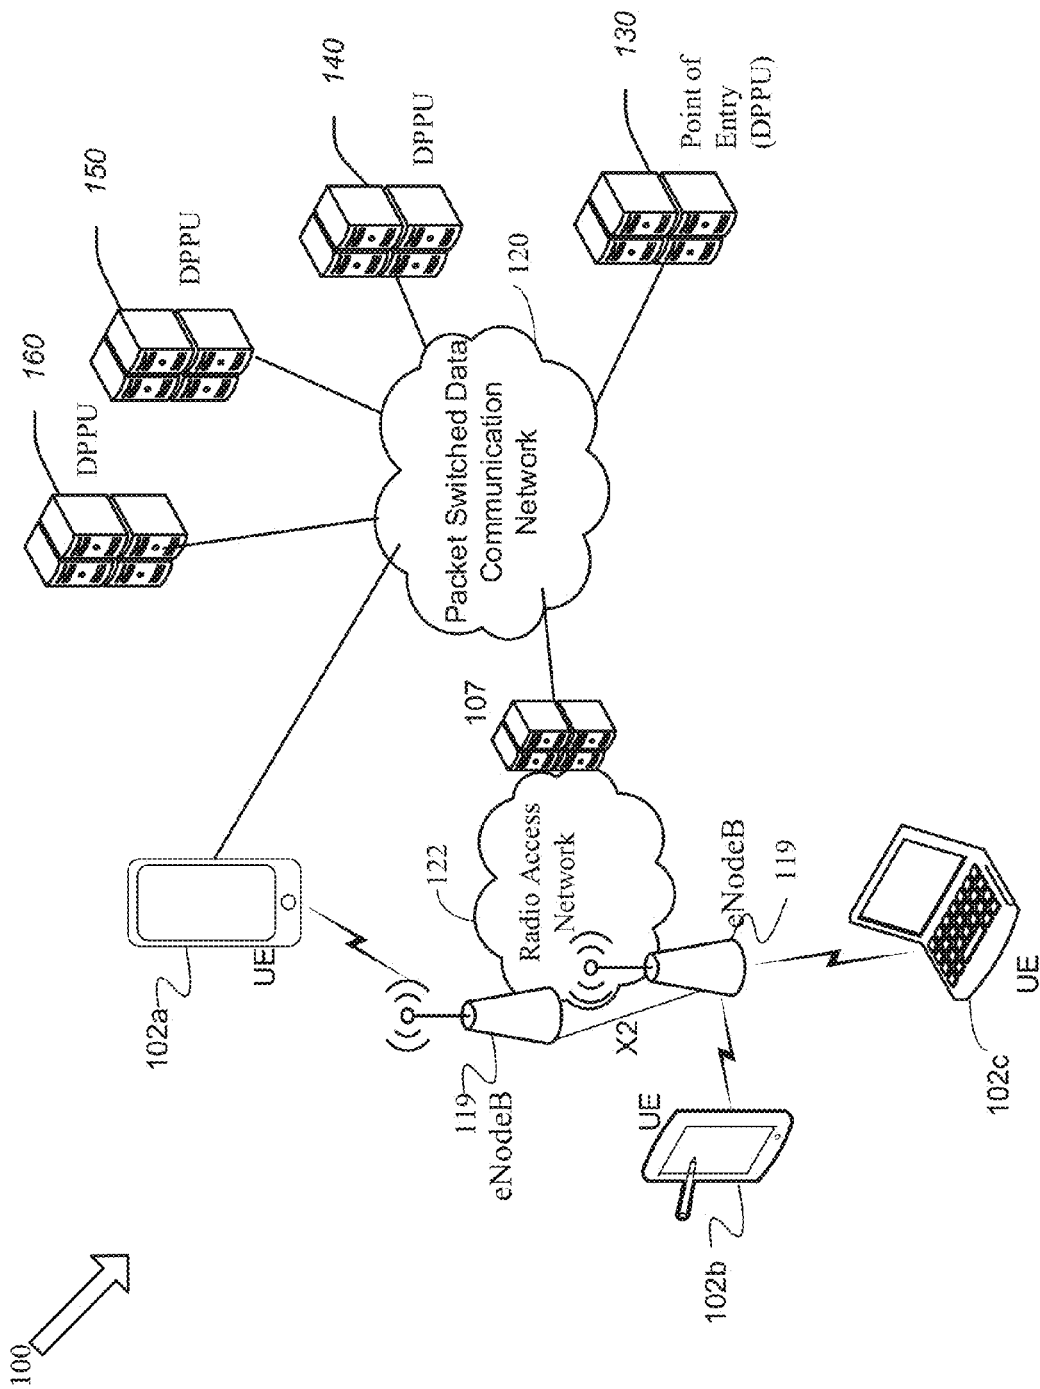 100
102a
UE
160
DPPU
150
DPPU
140
DPPU
130
Point of
Entry
(DPPU)
120
Packet Switched Data
Communication
Network
107
122
Radio Access
Network
119
eNodeB
X2
eNodeB
119
UE
102b
UE
102c